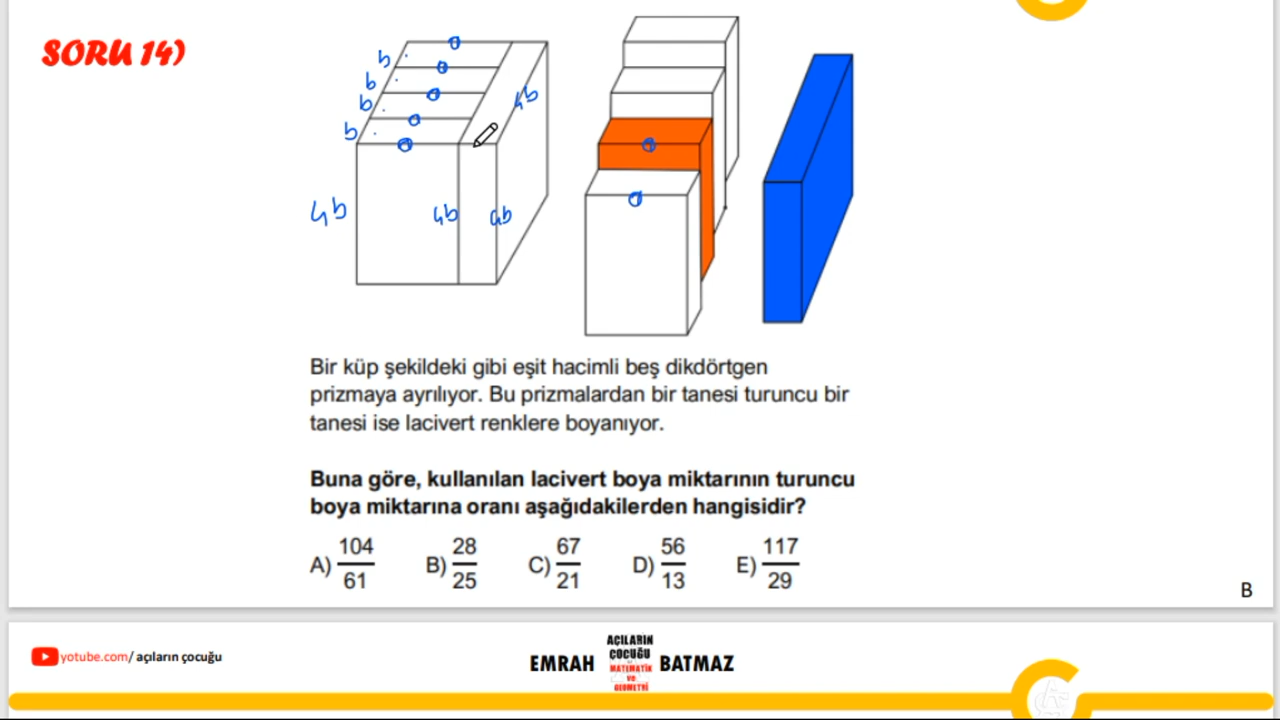 SORU 14)
a
b
a
b
a
4b
b
a
b
a
a
a
4b
4b
4b
Bir küp şekildeki gibi eşit hacimli beş dikdörtgen
prizmaya ayrılıyor. Bu prizmalardan bir tanesi turuncu bir
tanesi ise lacivert renklere boyanıyor.
Buna göre, kullanılan lacivert boya miktarının turuncu
boya miktarına oranı aşağıdakilerden hangisidir?
A) 104/61 B) 28/25 C) 67/21 D) 56/13 E) 117/29
B
yotube.com/ açıların çocuğu
EMRAH AÇILARIN ÇOCUĞU MATEMATİK VE GEOMETRİ BATMAZ